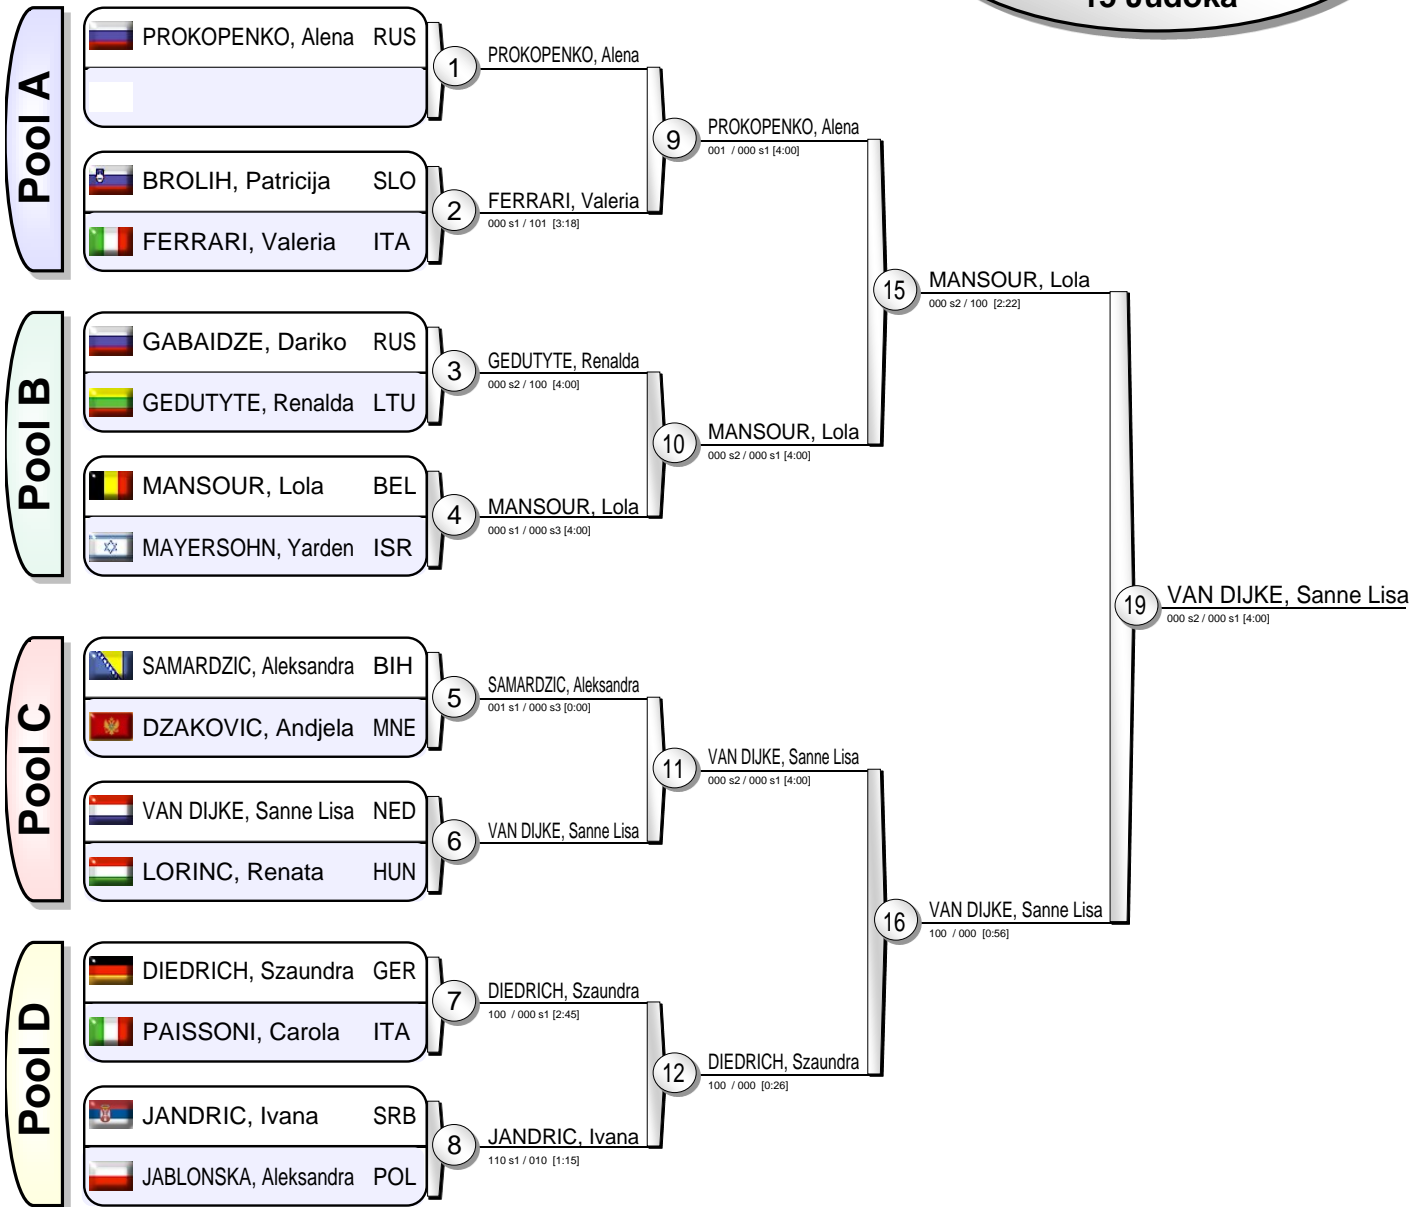 15 Judoka
Pool A
PROKOPENKO, Alena RUS
BROLIH, Patricija SLO
FERRARI, Valeria ITA
1
PROKOPENKO, Alena
2
FERRARI, Valeria
000 s1 / 101 [3:18]
9
PROKOPENKO, Alena
001 / 000 s1 [4:00]
Pool B
GABAIDZE, Dariko RUS
GEDUTYTE, Renalda LTU
MANSOUR, Lola BEL
MAYERSOHN, Yarden ISR
3
GEDUTYTE, Renalda
000 s2 / 100 [4:00]
4
MANSOUR, Lola
000 s1 / 000 s3 [4:00]
10
MANSOUR, Lola
000 s2 / 000 s1 [4:00]
15
MANSOUR, Lola
000 s2 / 100 [2:22]
Pool C
SAMARDZIC, Aleksandra BIH
DZAKOVIC, Andjela MNE
VAN DIJKE, Sanne Lisa NED
LORINC, Renata HUN
5
SAMARDZIC, Aleksandra
001 s1 / 000 s3 [0:00]
6
VAN DIJKE, Sanne Lisa
11
VAN DIJKE, Sanne Lisa
000 s2 / 000 s1 [4:00]
Pool D
DIEDRICH, Szaundra GER
PAISSONI, Carola ITA
JANDRIC, Ivana SRB
JABLONSKA, Aleksandra POL
7
DIEDRICH, Szaundra
100 / 000 s1 [2:45]
8
JANDRIC, Ivana
110 s1 / 010 [1:15]
12
DIEDRICH, Szaundra
100 / 000 [0:26]
16
VAN DIJKE, Sanne Lisa
100 / 000 [0:56]
19
VAN DIJKE, Sanne Lisa
000 s2 / 000 s1 [4:00]